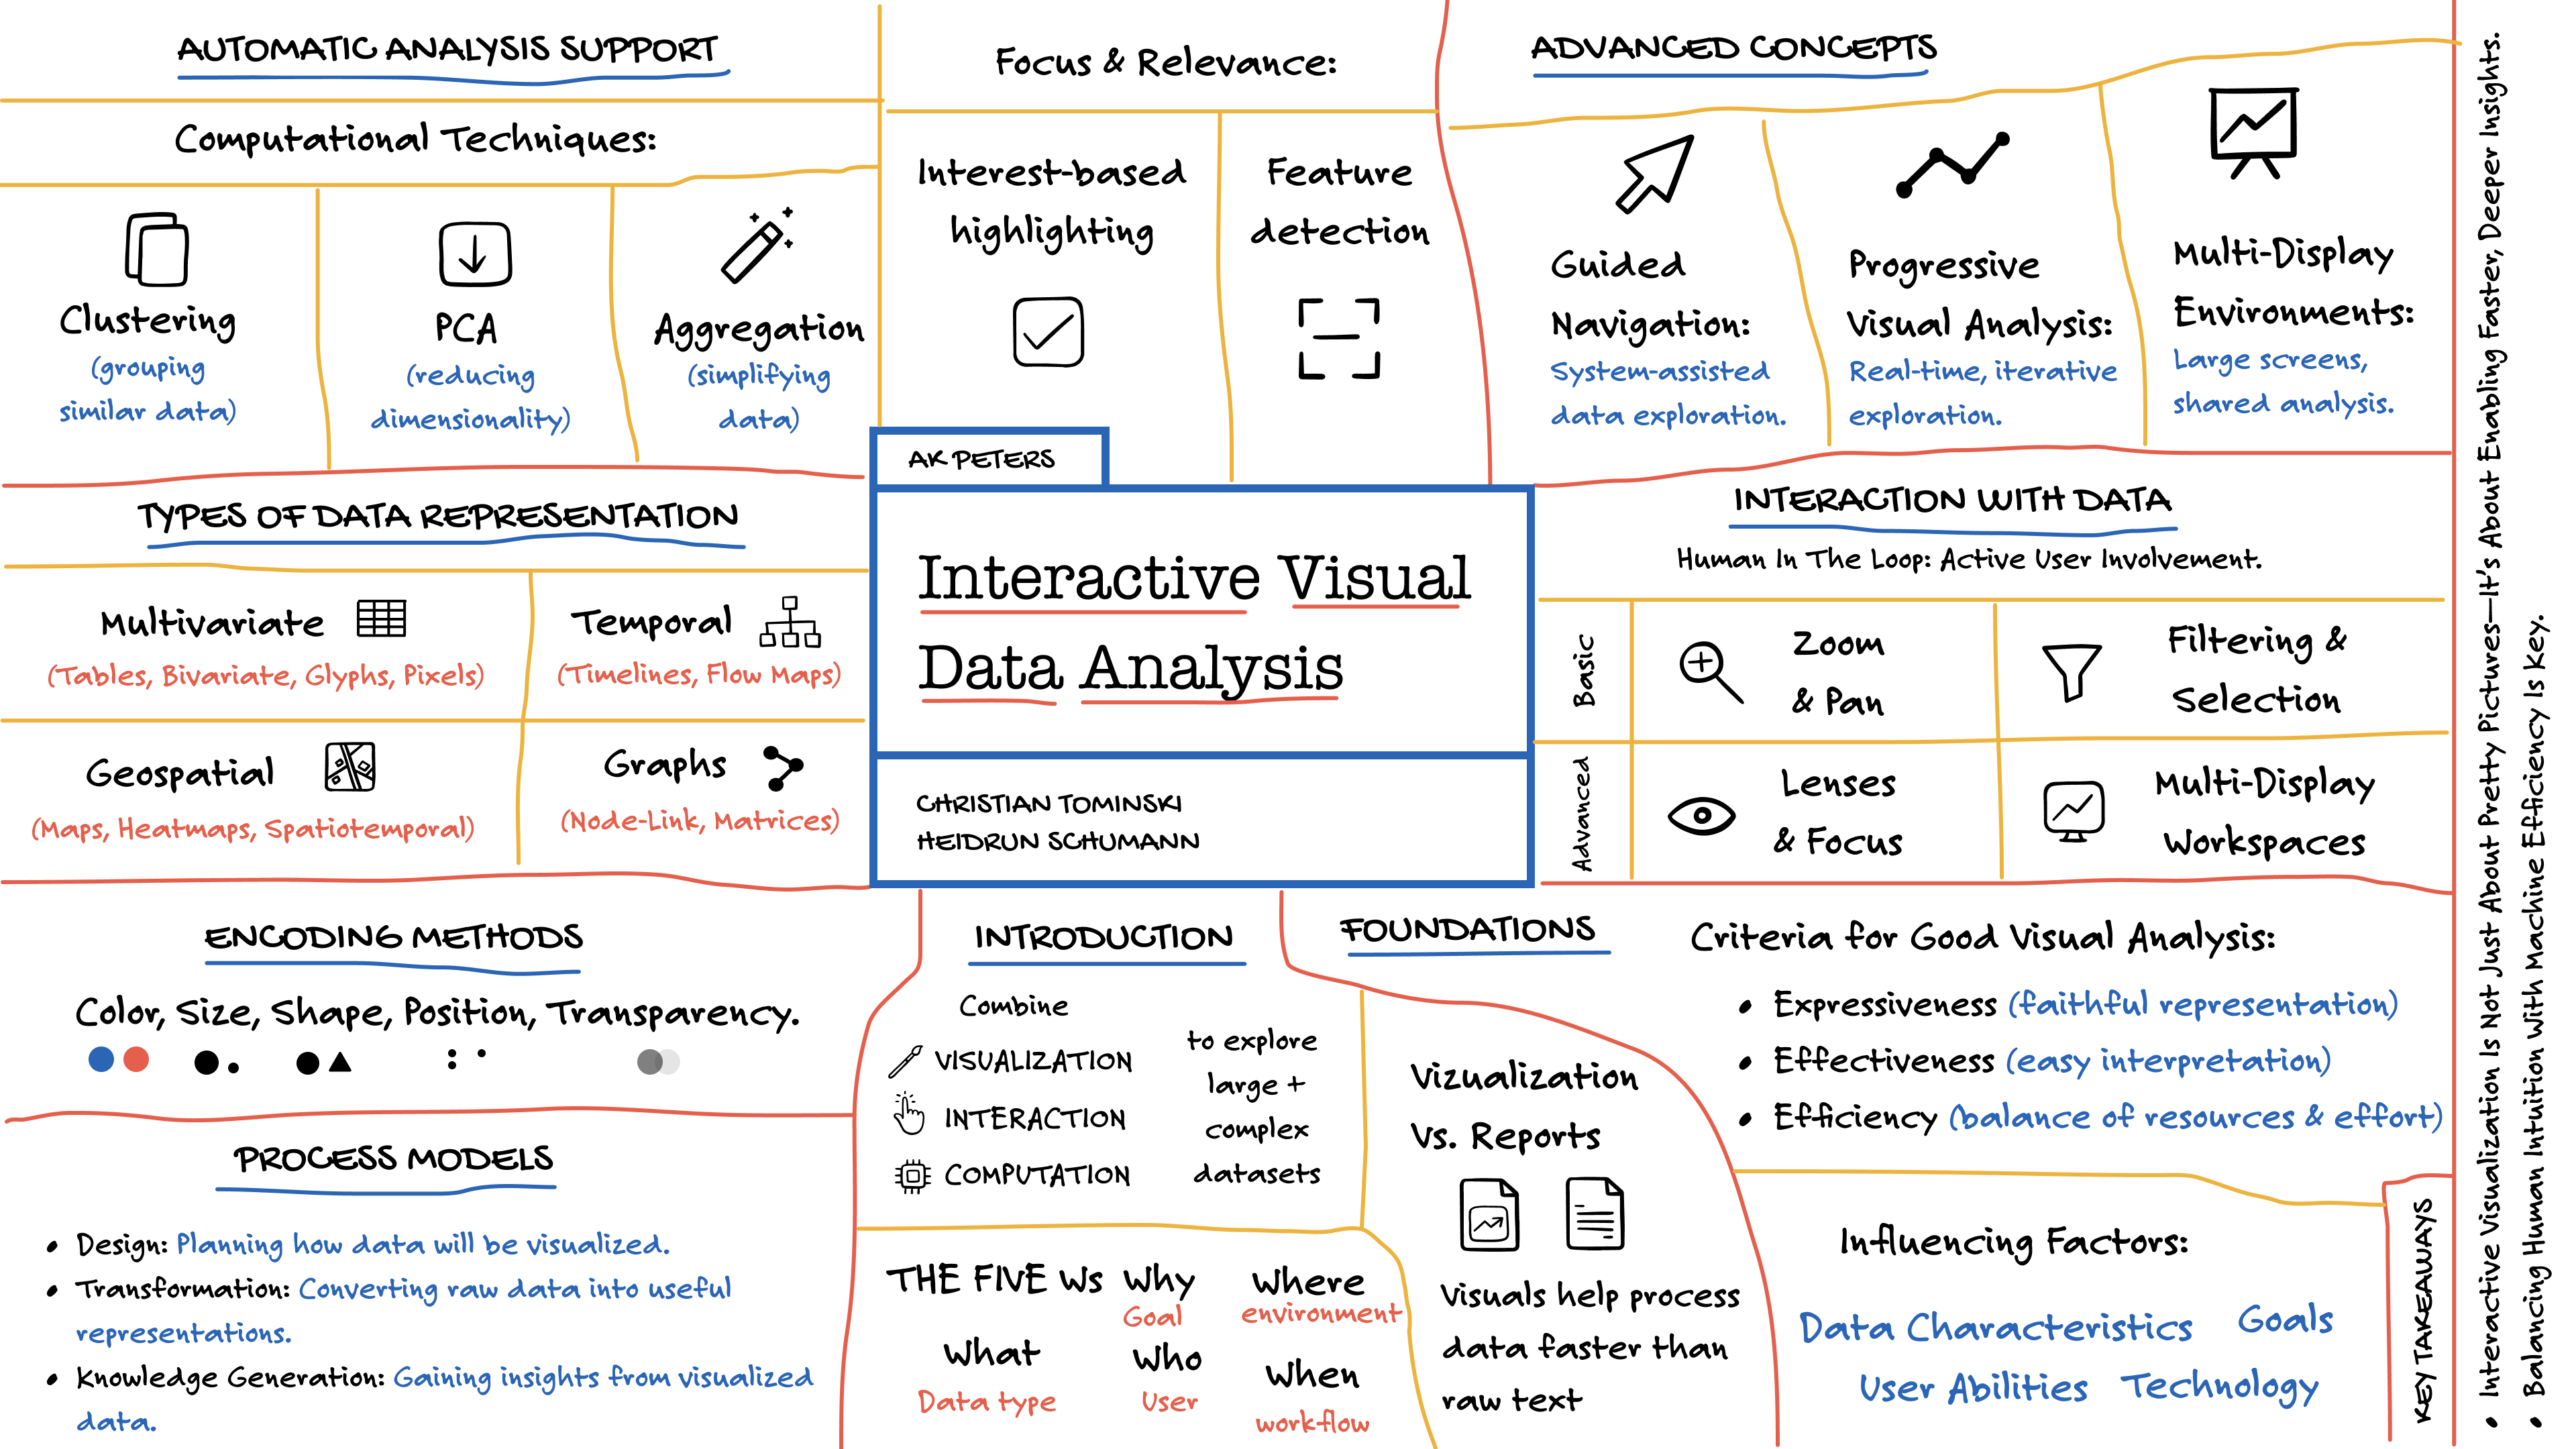 AUTOMATIC ANALYSIS SUPPORT
Computational Techniques:
Clustering
(grouping
similar data)
PCA
(reducing
dimensionality)
Aggregation
(simplifying
data)
Focus & Relevance:
Interest-based
highlighting
Feature
detection
ADVANCED CONCEPTS
Guided
Navigation:
System-assisted
data exploration.
Progressive
Visual Analysis:
Real-time, iterative
exploration.
Multi-Display
Environments:
Large screens,
shared analysis.
TYPES OF DATA REPRESENTATION
Multivariate
(Tables, Bivariate, Glyphs, Pixels)
Temporal
(Timelines, Flow Maps)
Geospatial
(Maps, Heatmaps, Spatiotemporal)
Graphs
(Node-Link, Matrices)
AK PETERS
Interactive Visual
Data Analysis
CHRISTIAN TOMINSKI
HEIDRUN SCHUMANN
INTERACTION WITH DATA
Human In The Loop: Active User Involvement.
Basic
Zoom
& Pan
Filtering &
Selection
Advanced
Lenses
& Focus
Multi-Display
Workspaces
ENCODING METHODS
Color, Size, Shape, Position, Transparency.
PROCESS MODELS
• Design: Planning how data will be visualized.
• Transformation: Converting raw data into useful
representations.
• Knowledge Generation: Gaining insights from visualized
data.
INTRODUCTION
Combine
VISUALIZATION
INTERACTION
COMPUTATION
to explore
large +
complex
datasets
THE FIVE Ws
Why
Goal
Where
environment
What
Data type
Who
User
When
workflow
FOUNDATIONS
Vizualization
Vs. Reports
Visuals help process
data faster than
raw text
Criteria for Good Visual Analysis:
• Expressiveness (faithful representation)
• Effectiveness (easy interpretation)
• Efficiency (balance of resources & effort)
Influencing Factors:
Data Characteristics
Goals
User Abilities
Technology
KEY TAKEAWAYS
• Interactive Visualization Is Not Just About Pretty Pictures—It's About Enabling Faster, Deeper Insights.
• Balancing Human Intuition With Machine Efficiency Is Key.